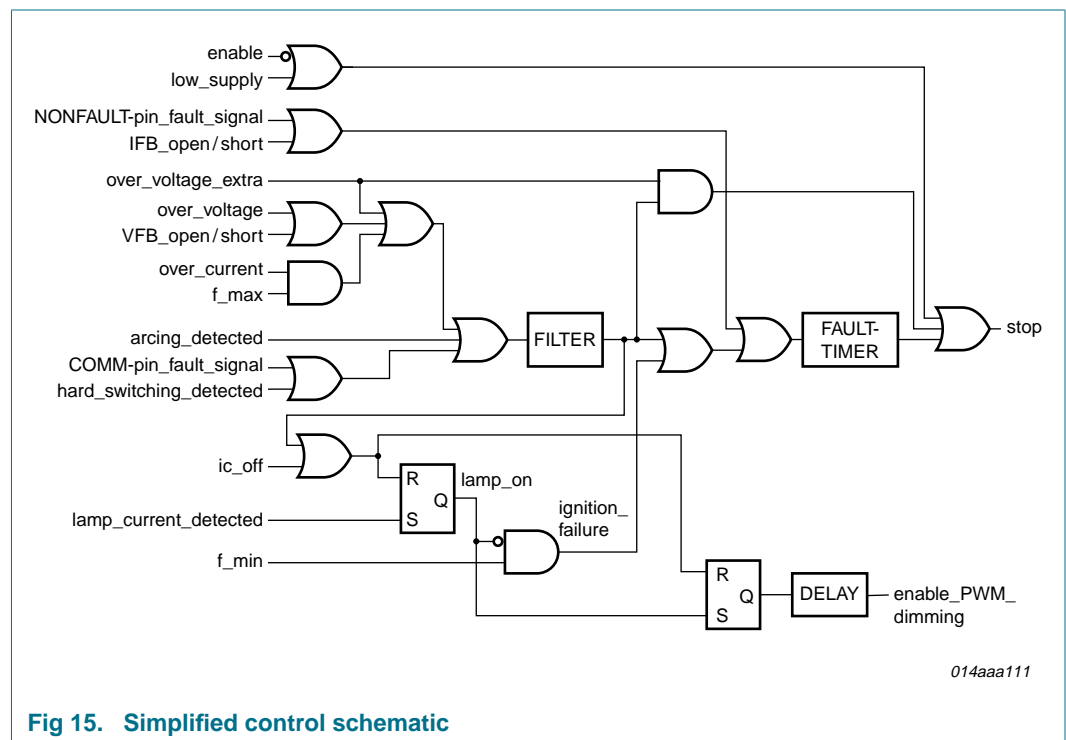 enable
low_supply
NONFAULT-pin_fault_signal
IFB_open/short
over_voltage_extra
over_voltage
VFB_open/short
over_current
f_max
arcing_detected
COMM-pin_fault_signal
hard_switching_detected
FILTER
FAULT-
TIMER
stop
ic_off
R
Q
S
lamp_on
lamp_current_detected
ignition_
failure
f_min
R
Q
S
DELAY
enable_PWM_
dimming
014aaa111
Fig 15. Simplified control schematic